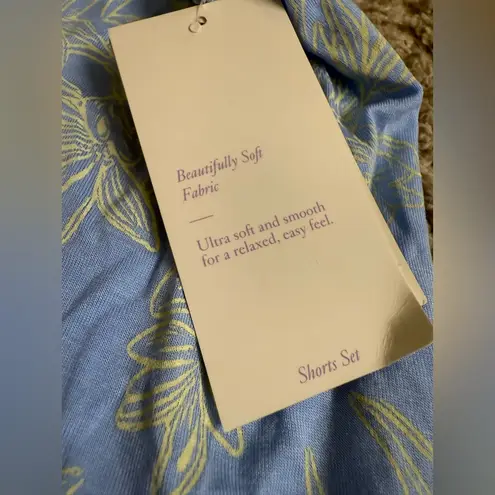 Beautifully Soft
Fabric
Ultra soft and smooth
for a relaxed, easy feel.
Shorts Set